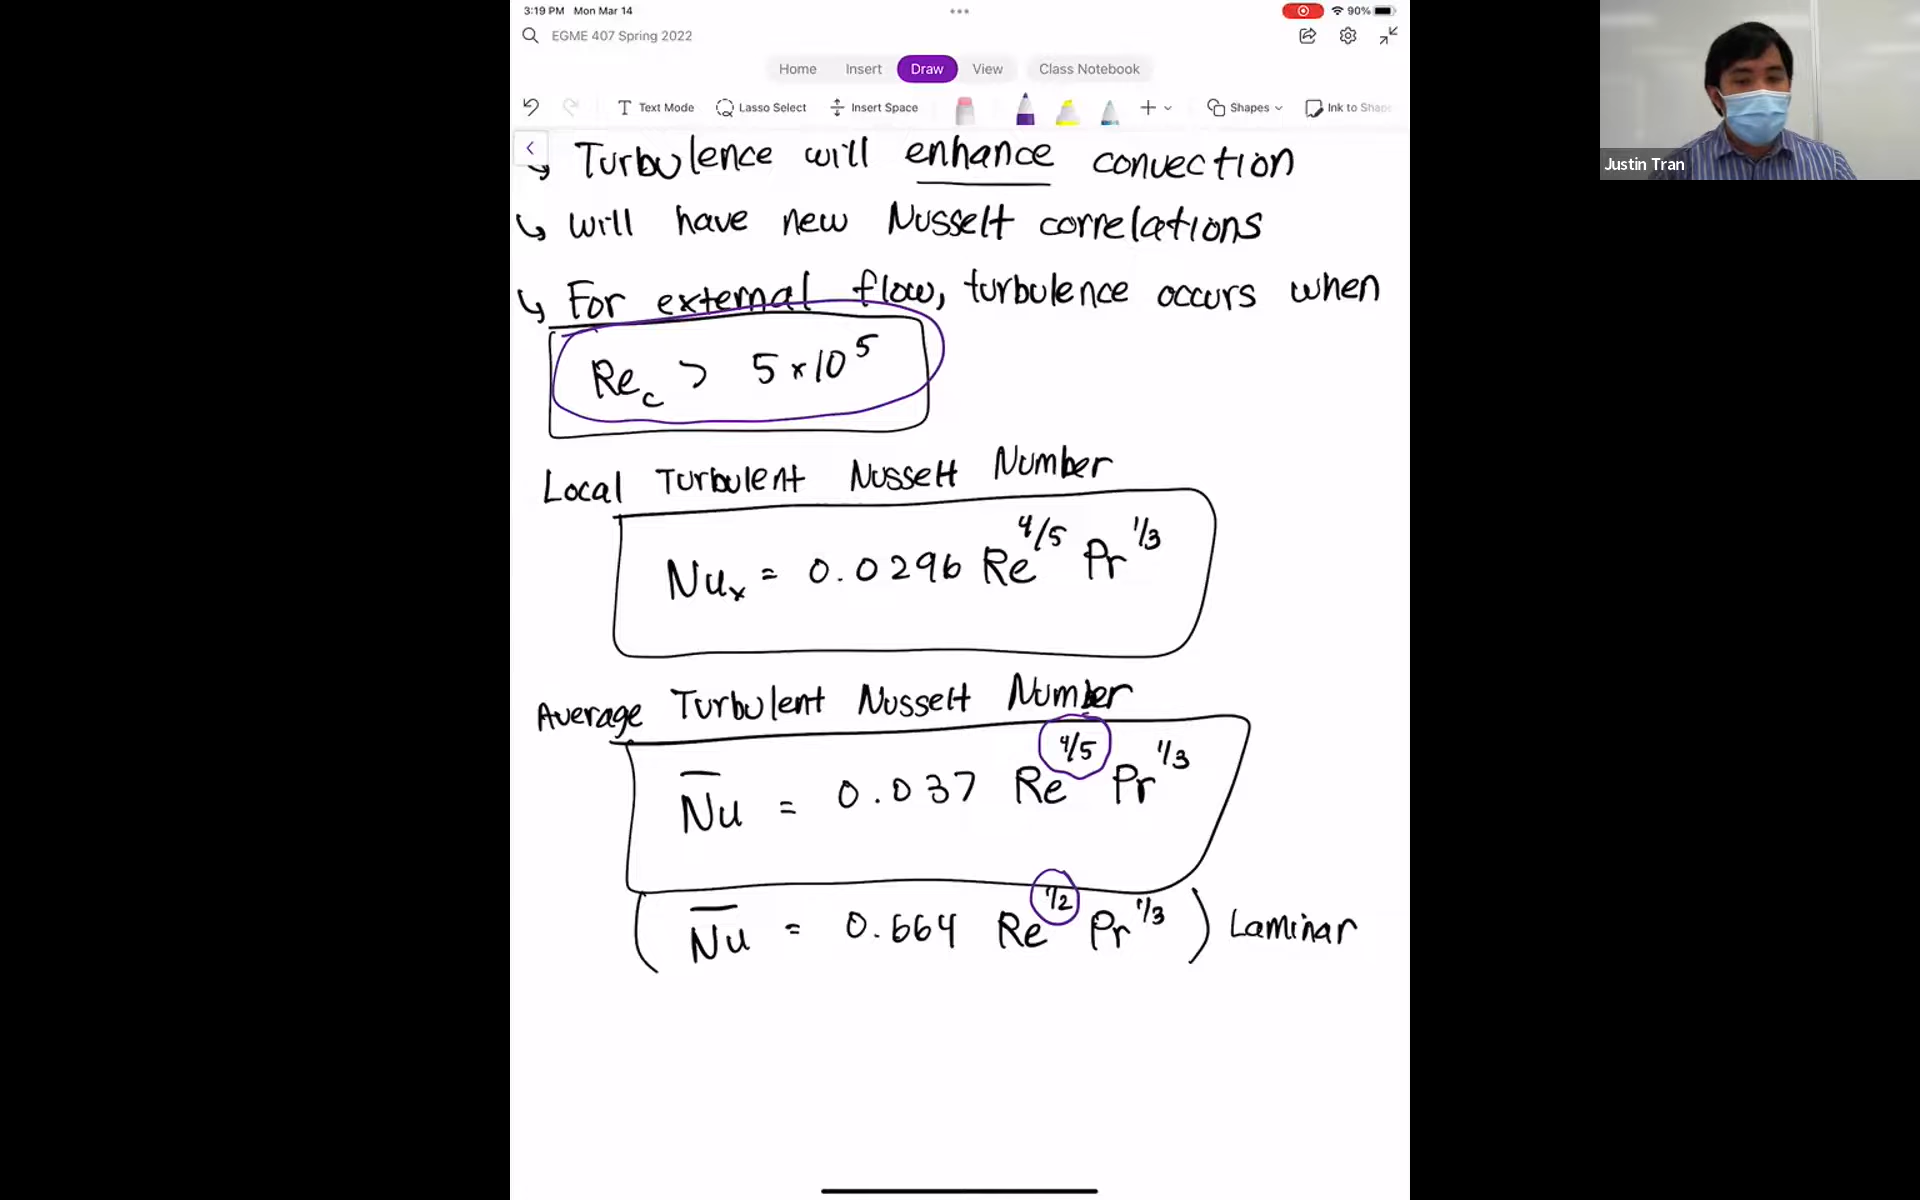 3:19 PM Mon Mar 14
90%
EGME 407 Spring 2022
Home Insert Draw View Class Notebook
Text Mode Lasso Select Insert Space Shapes Ink to Shape
Turbulence will enhance convection
will have new Nusselt correlations
For external flow, turbulence occurs when
Re_c > 5 × 10^5
Local Turbulent Nusselt Number
Nu_x = 0.0296 Re^4/5 Pr^1/3
Average Turbulent Nusselt Number
N̅u̅ = 0.037 Re^4/5 Pr^1/3
( N̅u̅ = 0.664 Re^1/2 Pr^1/3 ) Laminar
Justin Tran